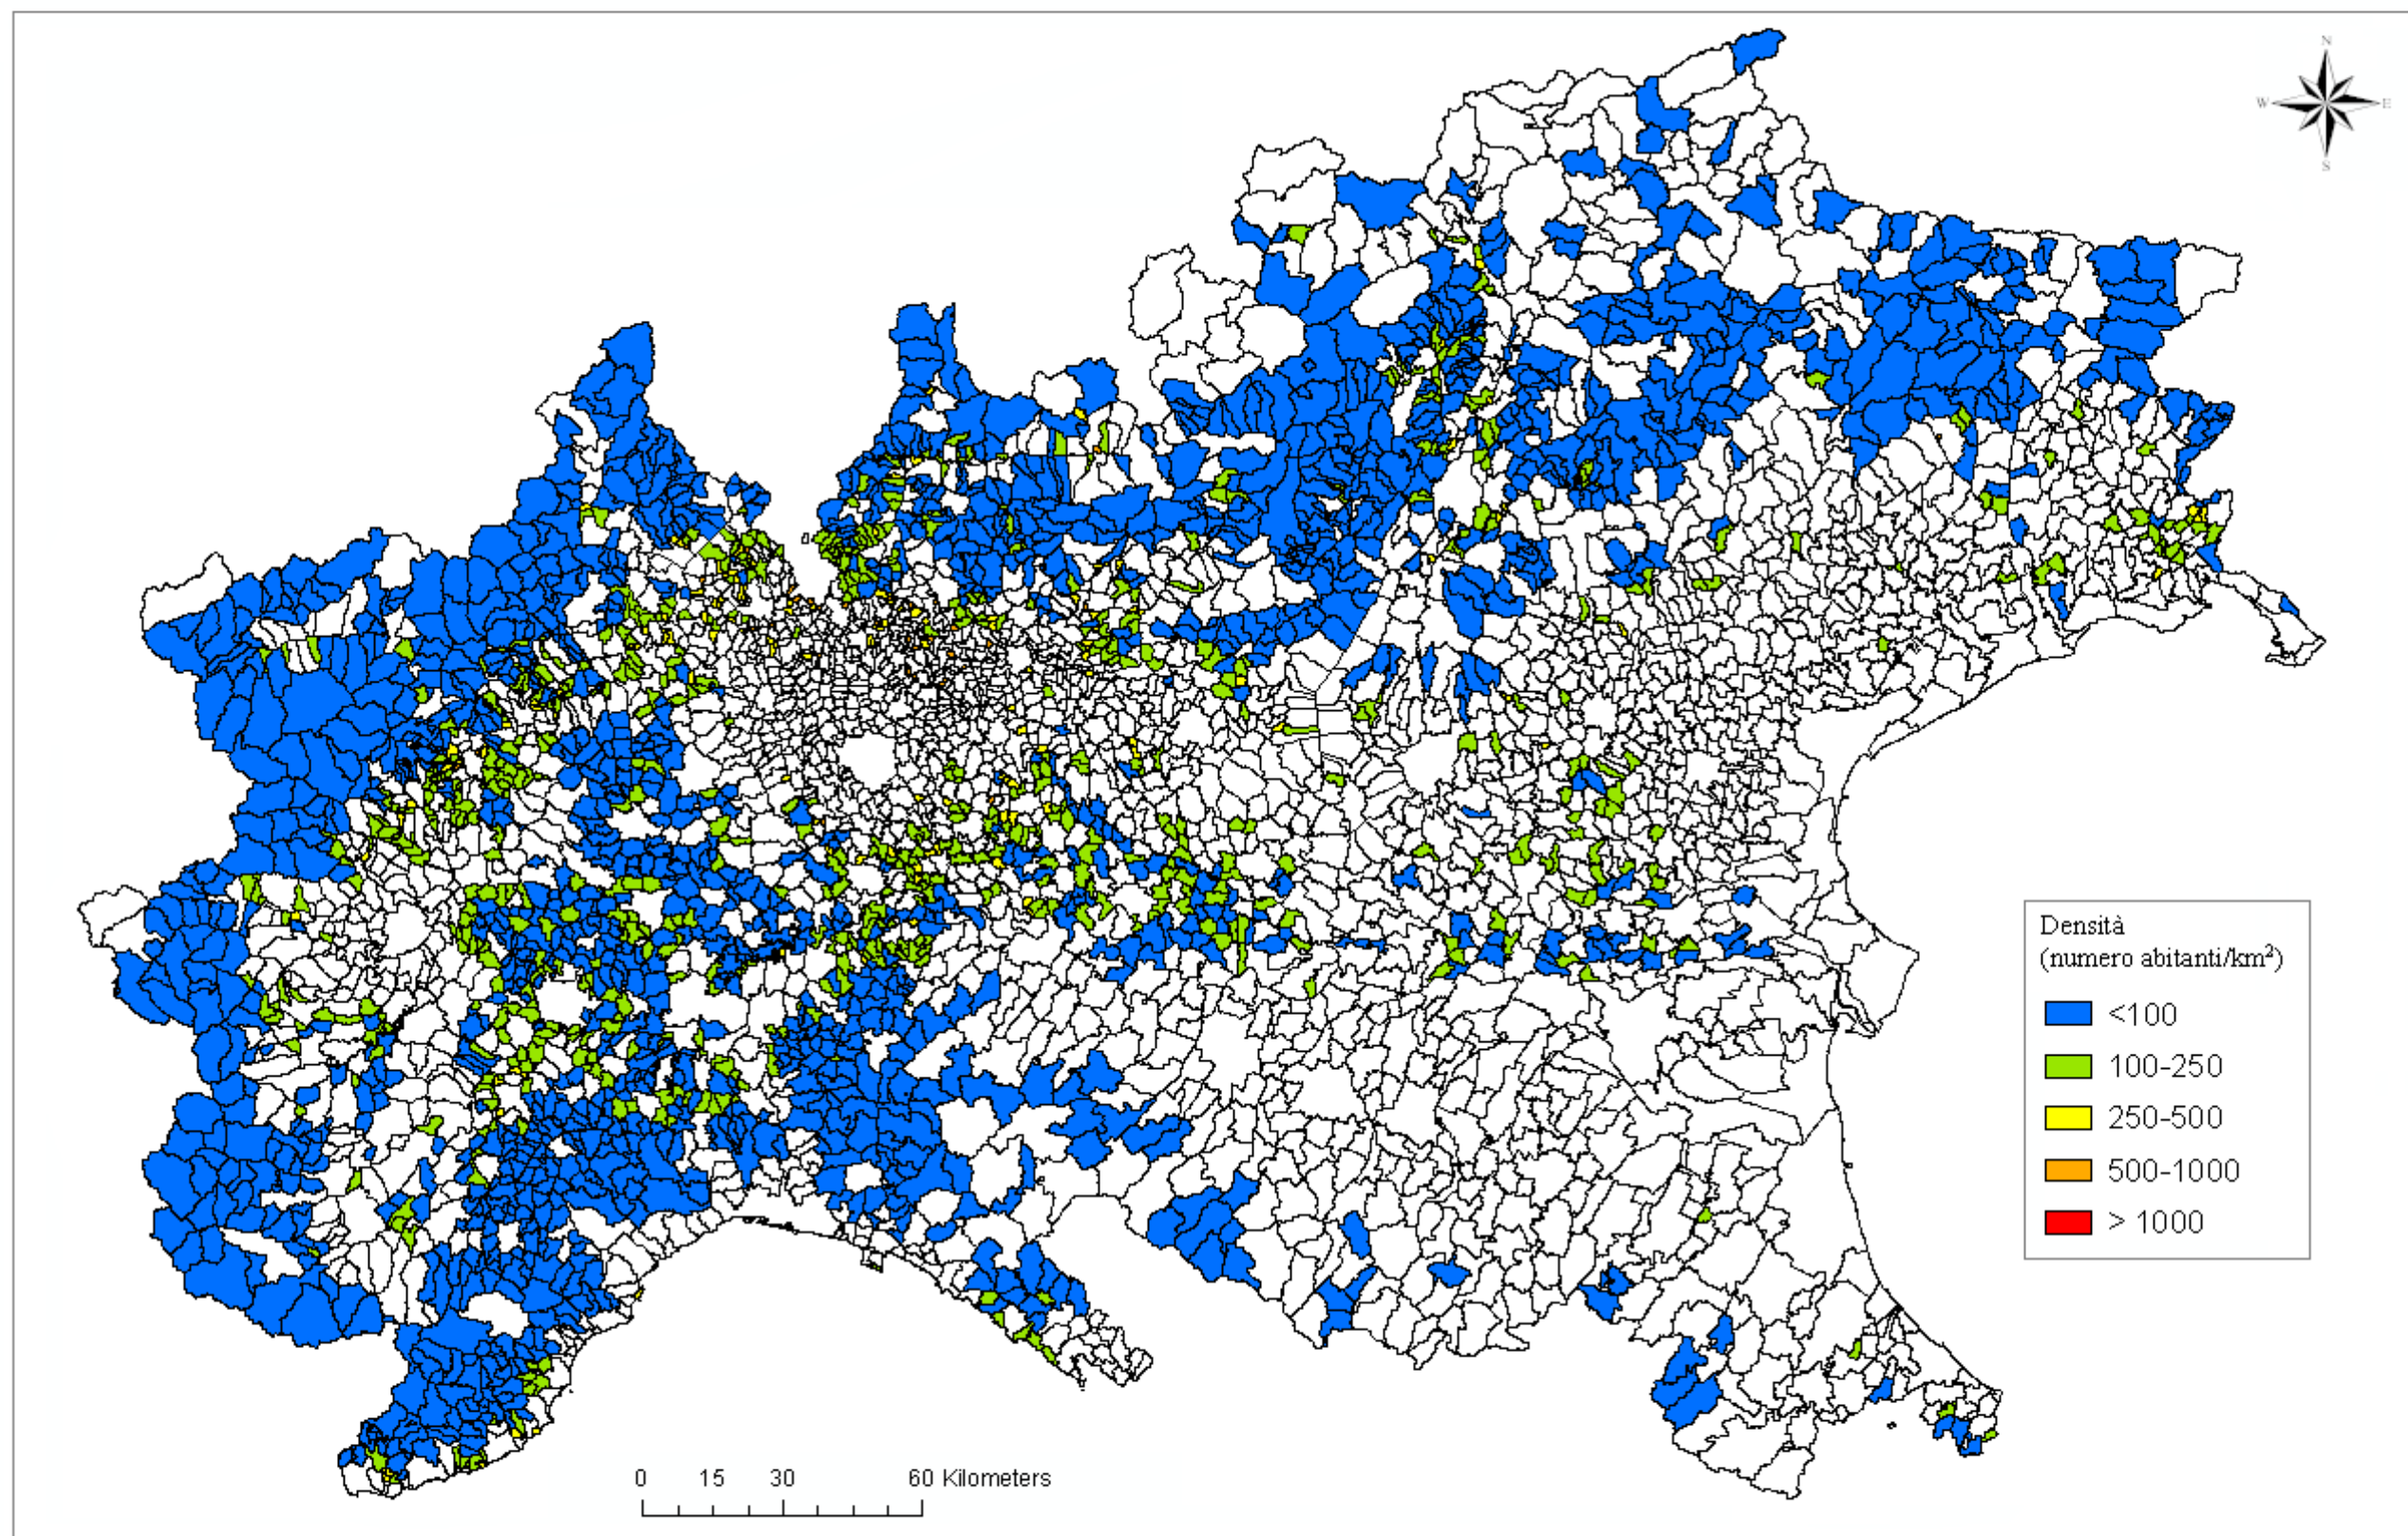 N
W E
S
Densità
(numero abitanti/km²)
<100
100-250
250-500
500-1000
> 1000
0 15 30 60 Kilometers